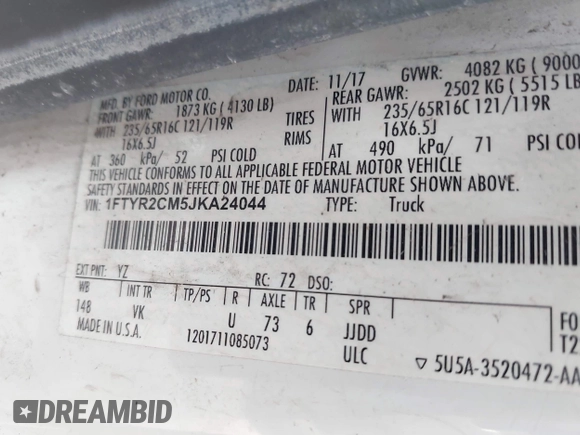 MFD. BY FORD MOTOR CO.
DATE: 11/17
GVWR: 4082 KG ( 9000
FRONT GAWR: 1873 KG ( 4130 LB)
REAR GAWR: 2502 KG ( 5515 LB
WITH 235/65R16C 121/119R TIRES
WITH 235/65R16C 121/119R
16X6.5J RIMS
16X6.5J
AT 360 kPa/ 52 PSI COLD
AT 490 kPa/ 71 PSI COLD
THIS VEHICLE CONFORMS TO ALL APPLICABLE FEDERAL MOTOR VEHICLE
SAFETY STANDARDS IN EFFECT ON THE DATE OF MANUFACTURE SHOWN ABOVE.
VIN: 1FTYR2CM5JKA24044
TYPE: Truck
EXT PNT: YZ RC: 72 DSO:
WB INT TR TP/PS R AXLE TR SPR
148 VK U 73 6 JJDD
MADE IN U.S.A. 1201711085073 ULC
FO
T2
5U5A-3520472-AA
DREAMBID